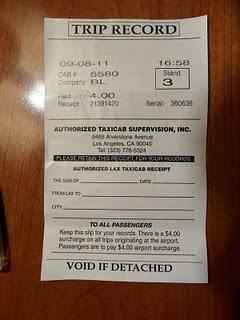 TRIP RECORD
09-08-11 16:58
CAB # 5580 Stand
Company BL 3
Paid 4.00
Receipt: 21391420 Serial: 360636
AUTHORIZED TAXICAB SUPERVISION, INC.
9468 Alverstone Avenue
Los Angeles, CA 90045
Tel: (323) 776-5324
PLEASE RETAIN THIS RECEIPT FOR YOUR RECORDS
AUTHORIZED LAX TAXICAB RECEIPT
THE SUM OF DATE
FROM LAX TO
CITY
TO ALL PASSENGERS
Keep this slip for your records. There is a $4.00
surcharge on all trips originating at the airport.
Passengers are to pay $4.00 airport surcharge.
VOID IF DETACHED